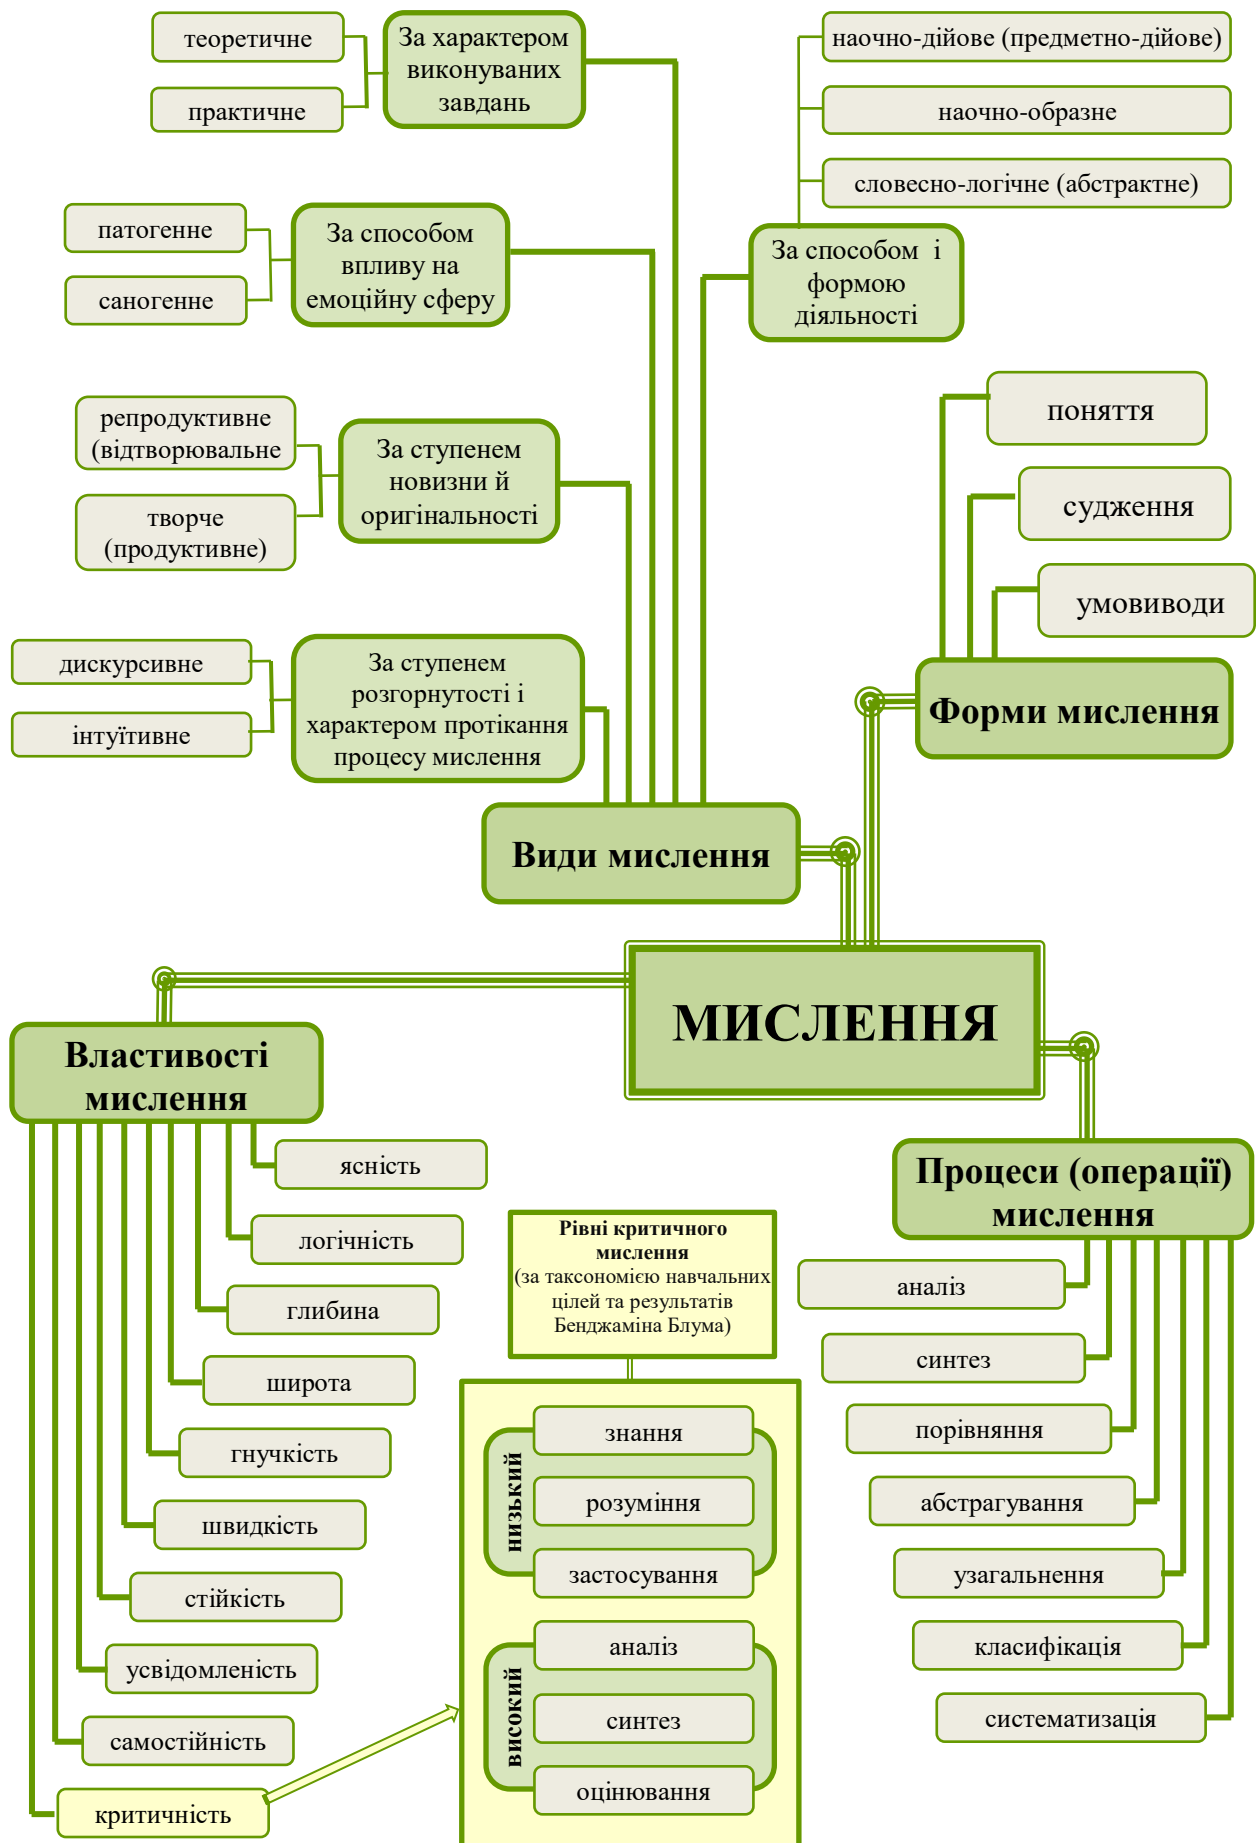 теоретичне
практичне
За характером
виконуваних
завдань
наочно-дійове (предметно-дійове)
наочно-образне
словесно-логічне (абстрактне)
патогенне
саногенне
За способом
впливу на
емоційну сферу
За способом і
формою
діяльності
репродуктивне
(відтворювальне
творче
(продуктивне)
За ступенем
новизни й
оригінальності
поняття
судження
умовиводи
Форми мислення
дискурсивне
інтуїтивне
За ступенем
розгорнутості і
характером протікання
процесу мислення
Види мислення
МИСЛЕННЯ
Властивості
мислення
ясність
логічність
глибина
широта
гнучкість
швидкість
стійкість
усвідомленість
самостійність
критичність
Рівні критичного
мислення
(за таксономією навчальних
цілей та результатів
Бенджаміна Блума)
низький
знання
розуміння
застосування
високий
аналіз
синтез
оцінювання
Процеси (операції)
мислення
аналіз
синтез
порівняння
абстрагування
узагальнення
класифікація
систематизація